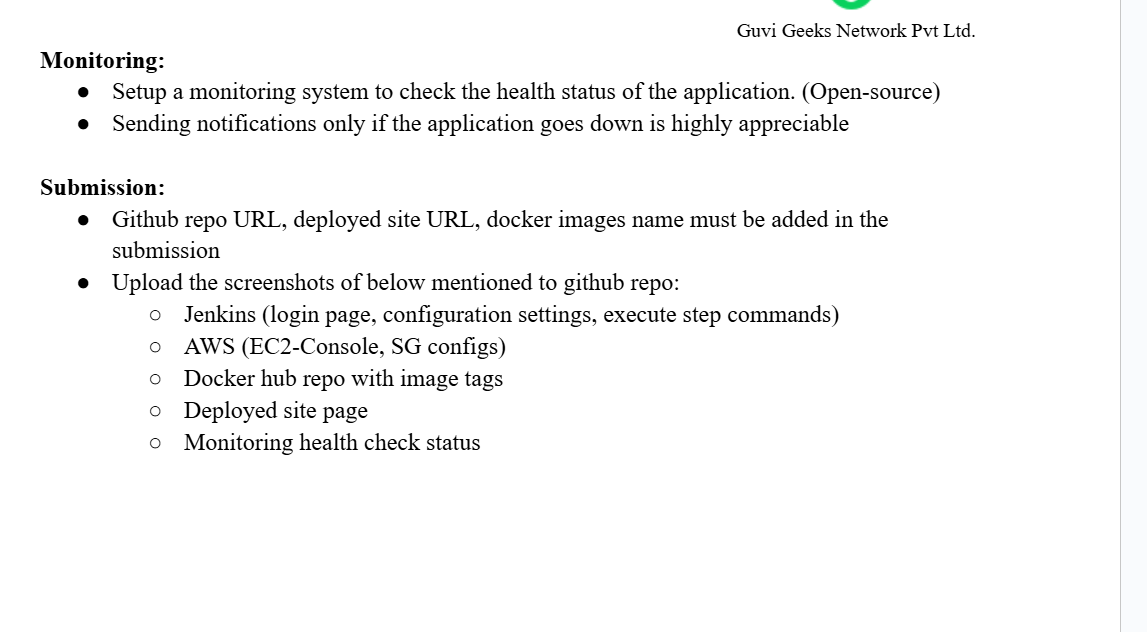 Guvi Geeks Network Pvt Ltd.
Monitoring:
● Setup a monitoring system to check the health status of the application. (Open-source)
● Sending notifications only if the application goes down is highly appreciable
Submission:
● Github repo URL, deployed site URL, docker images name must be added in the
submission
● Upload the screenshots of below mentioned to github repo:
○ Jenkins (login page, configuration settings, execute step commands)
○ AWS (EC2-Console, SG configs)
○ Docker hub repo with image tags
○ Deployed site page
○ Monitoring health check status